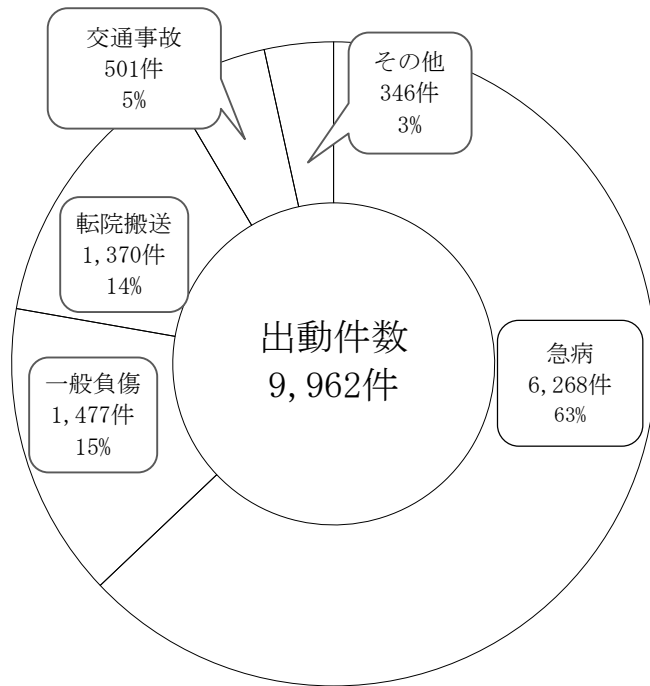 交通事故
501件
5%
その他
346件
3%
転院搬送
1,370件
14%
出動件数
9,962件
急病
6,268件
63%
一般負傷
1,477件
15%